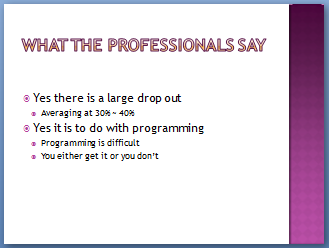 WHAT THE PROFESSIONALS SAY
Yes there is a large drop out
Averaging at 30% ~ 40%
Yes it is to do with programming
Programming is difficult
You either get it or you don't